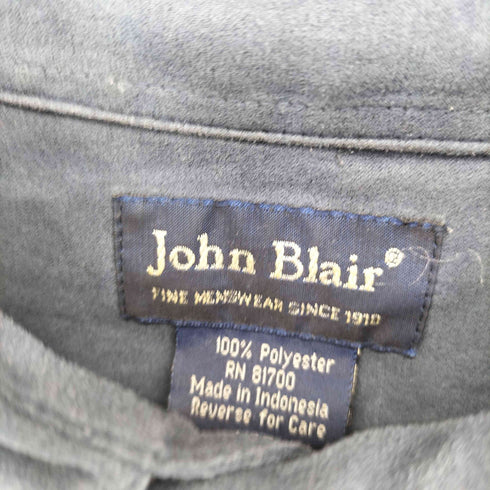 John Blair®
FINE MENSWEAR SINCE 1910
100% Polyester
RN 81700
Made in Indonesia
Reverse for Care